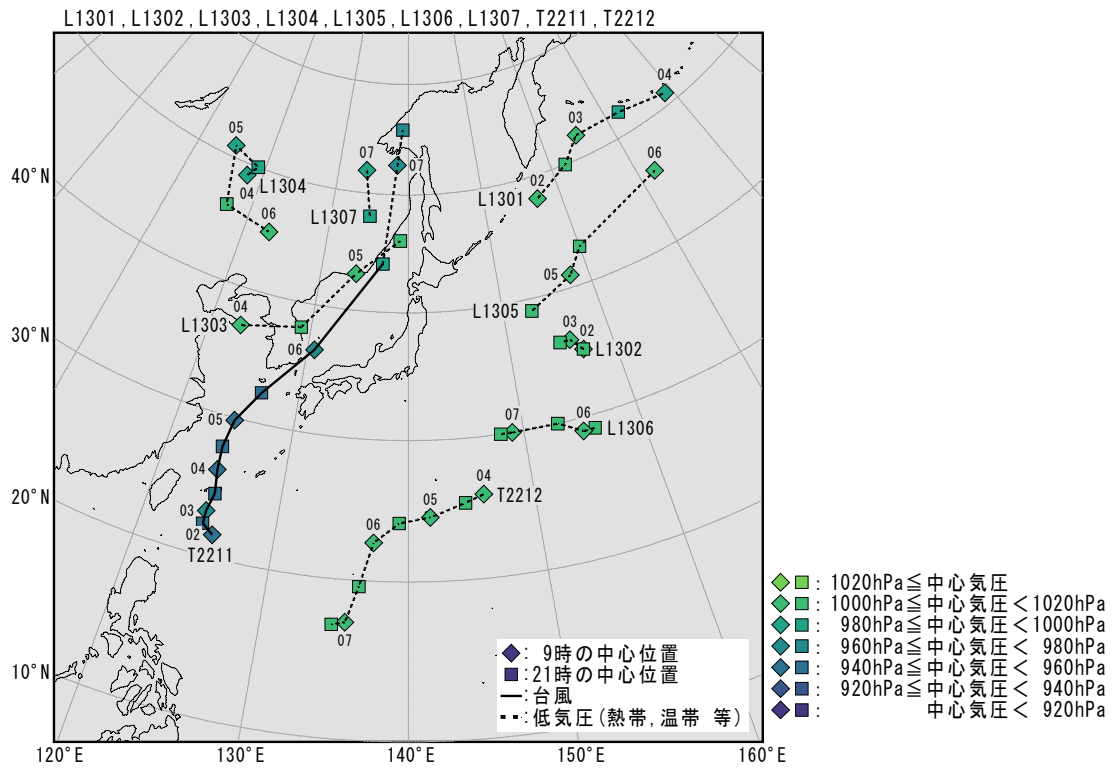 L1301,L1302,L1303,L1304,L1305,L1306,L1307,T2211,T2212
04
03
05
07
07
06
40°N
L1304
02
L1301
04
06
L1307
05
05
04
L1303
L1305
30°N
06
03
02
L1302
05
07
06
L1306
04
04
T2212
20°N
03
05
02
06
T2211
07
10°N
◆: 9時の中心位置
■:21時の中心位置
―:台風
---:低気圧(熱帯,温帯 等)
: 1020hPa≦中心気圧
: 1000hPa≦中心気圧<1020hPa
: 980hPa≦中心気圧<1000hPa
: 960hPa≦中心気圧< 980hPa
: 940hPa≦中心気圧< 960hPa
: 920hPa≦中心気圧< 940hPa
: 中心気圧< 920hPa
120°E 130°E 140°E 150°E 160°E